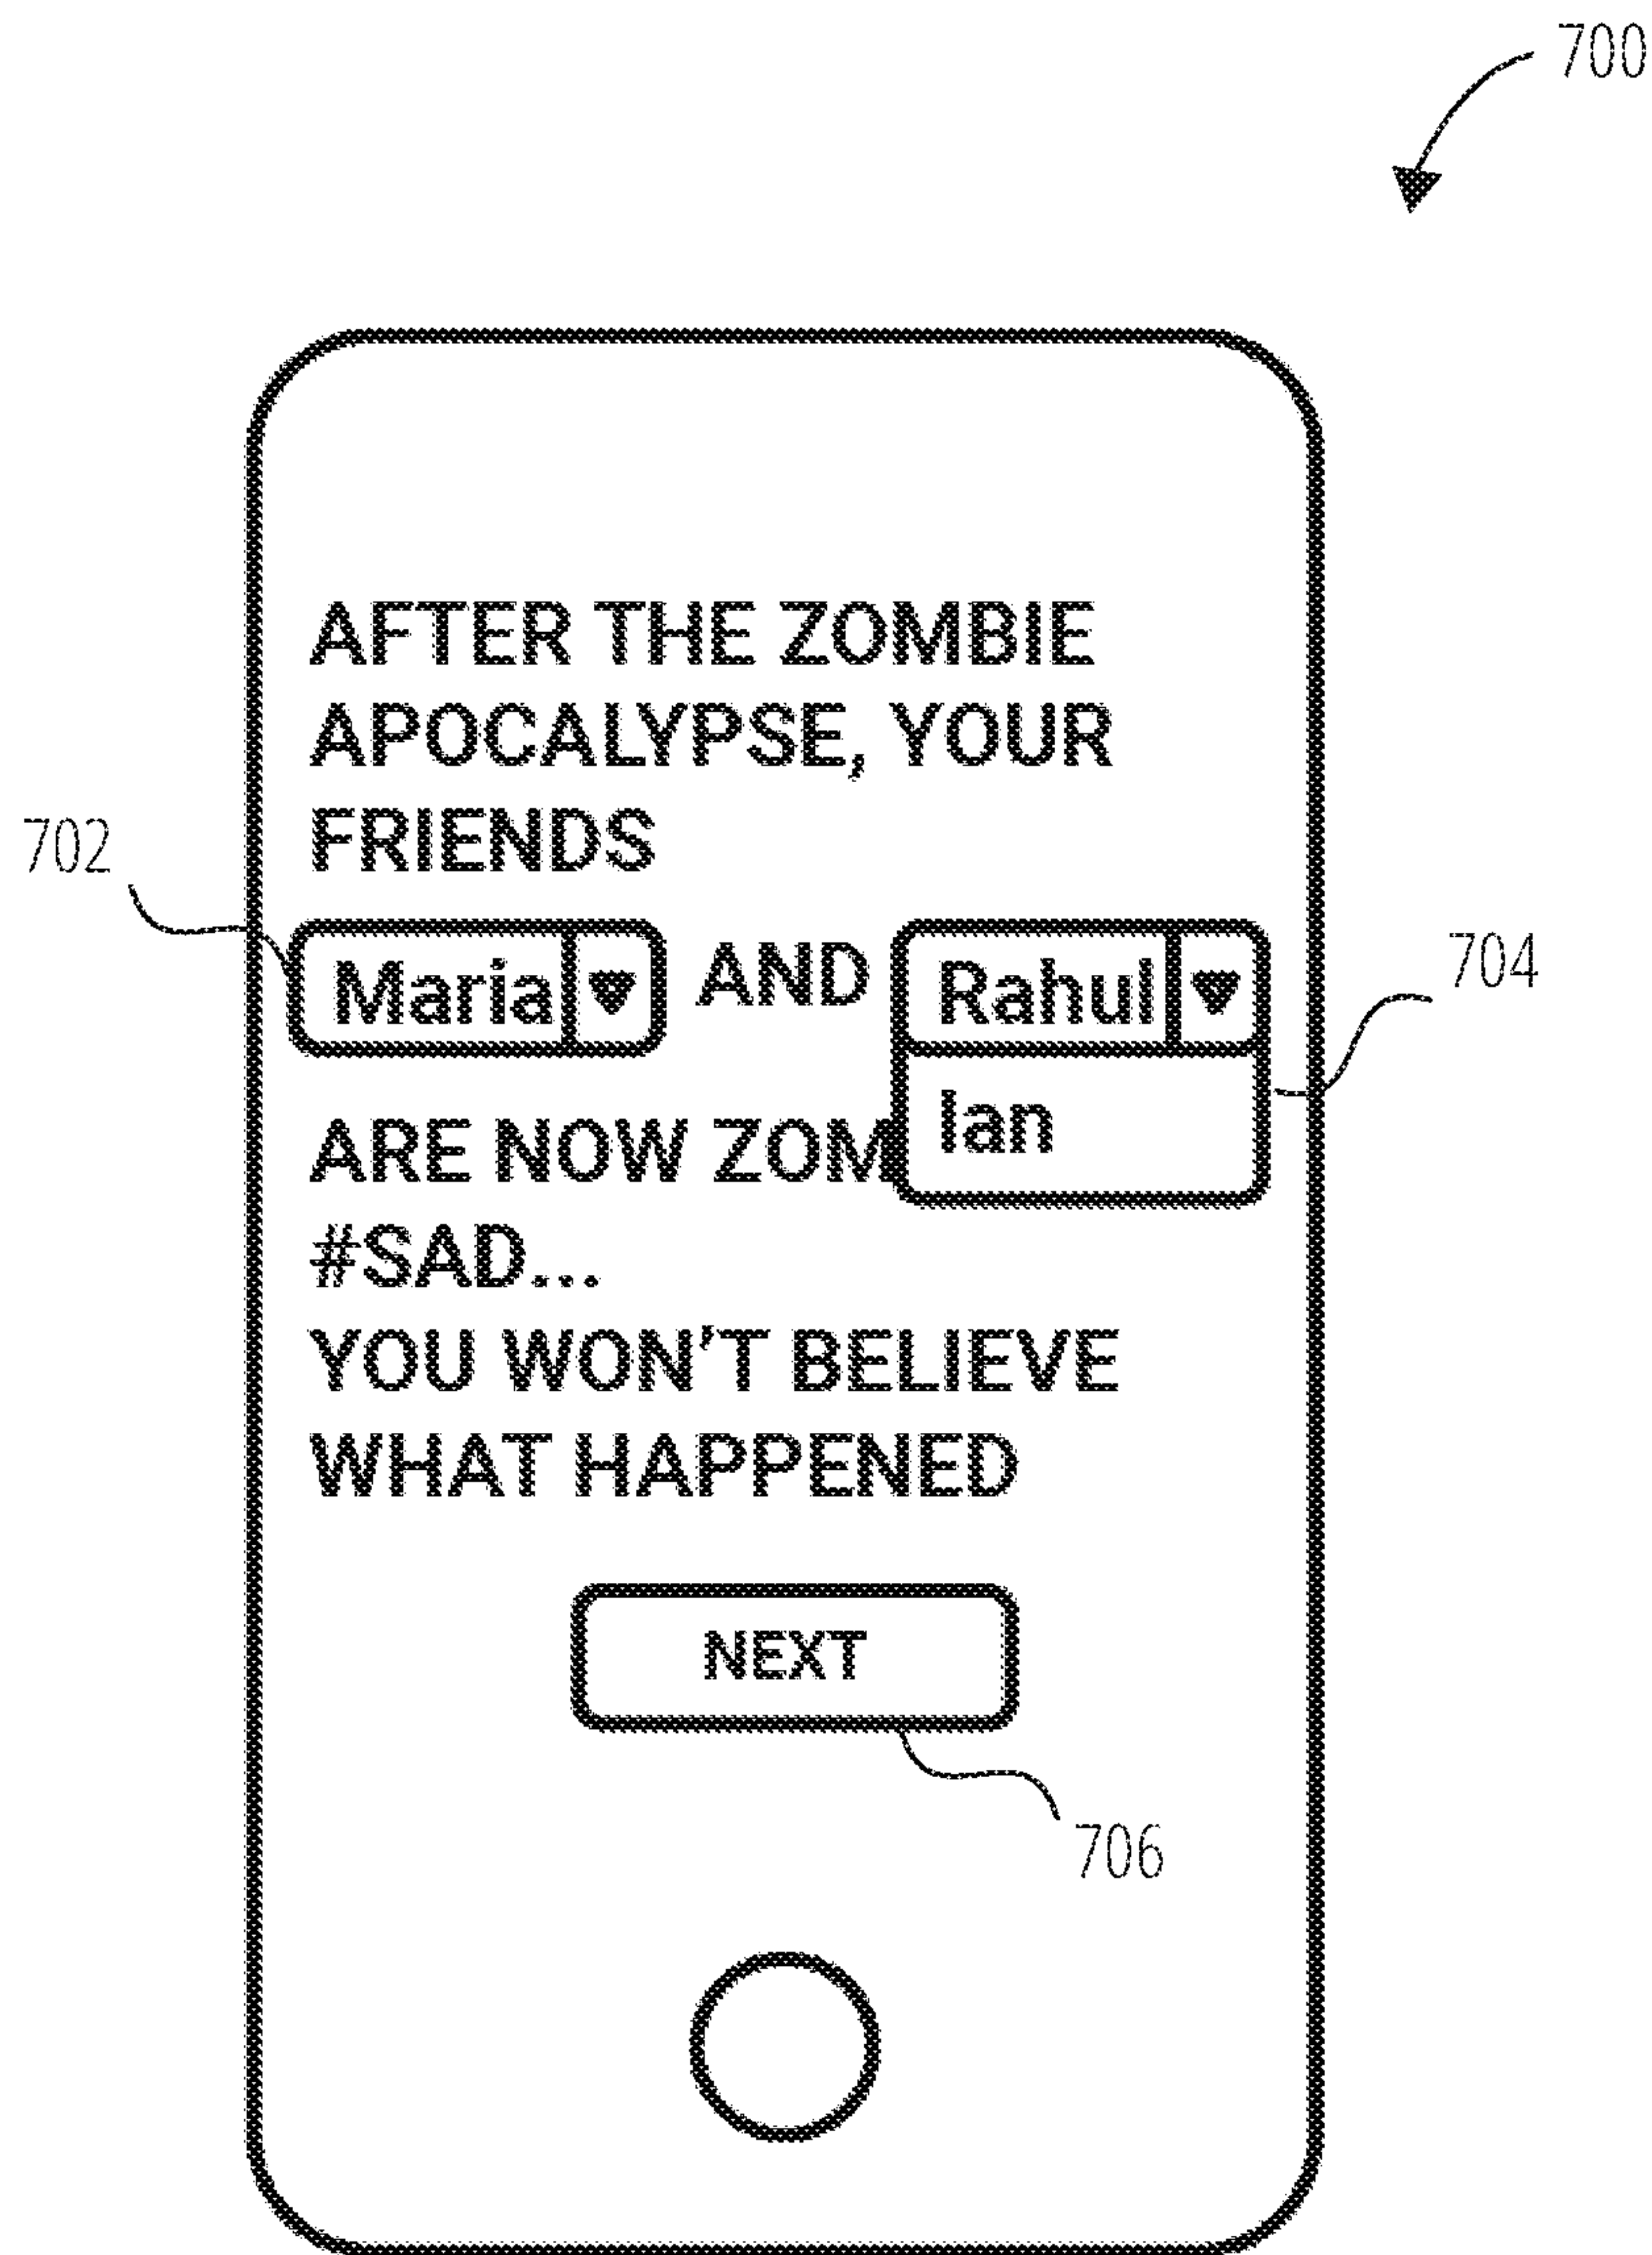 700
AFTER THE ZOMBIE
APOCALYPSE, YOUR
FRIENDS
702
Maria AND Rahul
704
Ian
ARE NOW ZOM
#SAD...
YOU WON'T BELIEVE
WHAT HAPPENED
NEXT
706